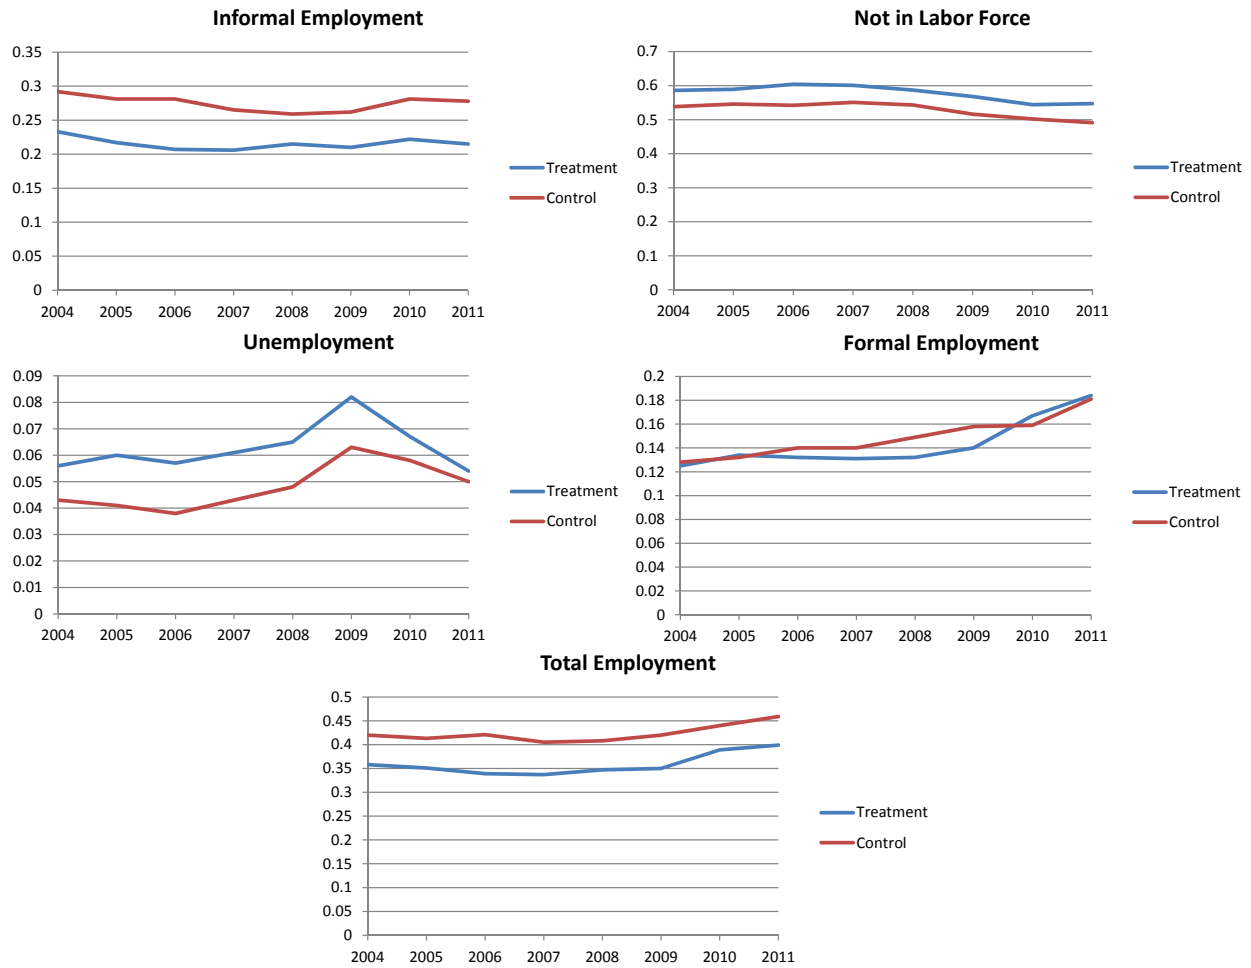 Informal Employment
0.35
0.3
0.25
0.2
0.15
0.1
0.05
0
2004 2005 2006 2007 2008 2009 2010 2011
Treatment
Control
Not in Labor Force
0.7
0.6
0.5
0.4
0.3
0.2
0.1
0
2004 2005 2006 2007 2008 2009 2010 2011
Treatment
Control
Unemployment
0.09
0.08
0.07
0.06
0.05
0.04
0.03
0.02
0.01
0
2004 2005 2006 2007 2008 2009 2010 2011
Treatment
Control
Formal Employment
0.2
0.18
0.16
0.14
0.12
0.1
0.08
0.06
0.04
0.02
0
2004 2005 2006 2007 2008 2009 2010 2011
Treatment
Control
Total Employment
0.5
0.45
0.4
0.35
0.3
0.25
0.2
0.15
0.1
0.05
0
2004 2005 2006 2007 2008 2009 2010 2011
Treatment
Control